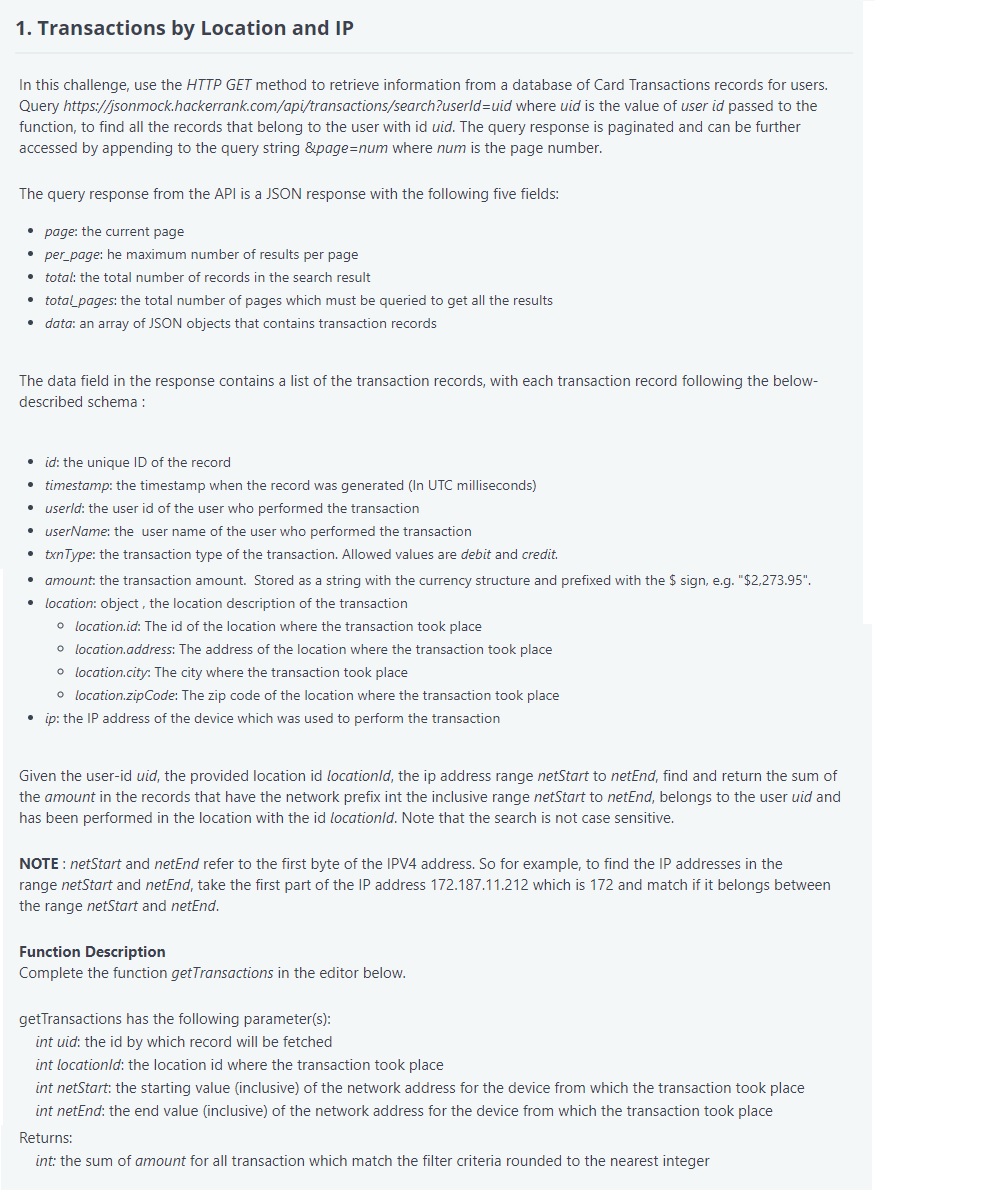 1. Transactions by Location and IP
In this challenge, use the HTTP GET method to retrieve information from a database of Card Transactions records for users.
Query https://jsonmock.hackerrank.com/api/transactions/search?userId=uid where uid is the value of user id passed to the
function, to find all the records that belong to the user with id uid. The query response is paginated and can be further
accessed by appending to the query string &page=num where num is the page number.
The query response from the API is a JSON response with the following five fields:
• page: the current page
• per_page: he maximum number of results per page
• total: the total number of records in the search result
• total_pages: the total number of pages which must be queried to get all the results
• data: an array of JSON objects that contains transaction records
The data field in the response contains a list of the transaction records, with each transaction record following the below-
described schema :
• id: the unique ID of the record
• timestamp: the timestamp when the record was generated (In UTC milliseconds)
• userId: the user id of the user who performed the transaction
• userName: the  user name of the user who performed the transaction
• txnType: the transaction type of the transaction. Allowed values are debit and credit.
• amount: the transaction amount.  Stored as a string with the currency structure and prefixed with the $ sign, e.g. "$2,273.95".
• location: object , the location description of the transaction
◦ location.id: The id of the location where the transaction took place
◦ location.address: The address of the location where the transaction took place
◦ location.city: The city where the transaction took place
◦ location.zipCode: The zip code of the location where the transaction took place
• ip: the IP address of the device which was used to perform the transaction
Given the user-id uid, the provided location id locationId, the ip address range netStart to netEnd, find and return the sum of
the amount in the records that have the network prefix int the inclusive range netStart to netEnd, belongs to the user uid and
has been performed in the location with the id locationId. Note that the search is not case sensitive.
NOTE : netStart and netEnd refer to the first byte of the IPV4 address. So for example, to find the IP addresses in the
range netStart and netEnd, take the first part of the IP address 172.187.11.212 which is 172 and match if it belongs between
the range netStart and netEnd.
Function Description
Complete the function getTransactions in the editor below.
getTransactions has the following parameter(s):
int uid: the id by which record will be fetched
int locationId: the location id where the transaction took place
int netStart: the starting value (inclusive) of the network address for the device from which the transaction took place
int netEnd: the end value (inclusive) of the network address for the device from which the transaction took place
Returns:
int: the sum of amount for all transaction which match the filter criteria rounded to the nearest integer